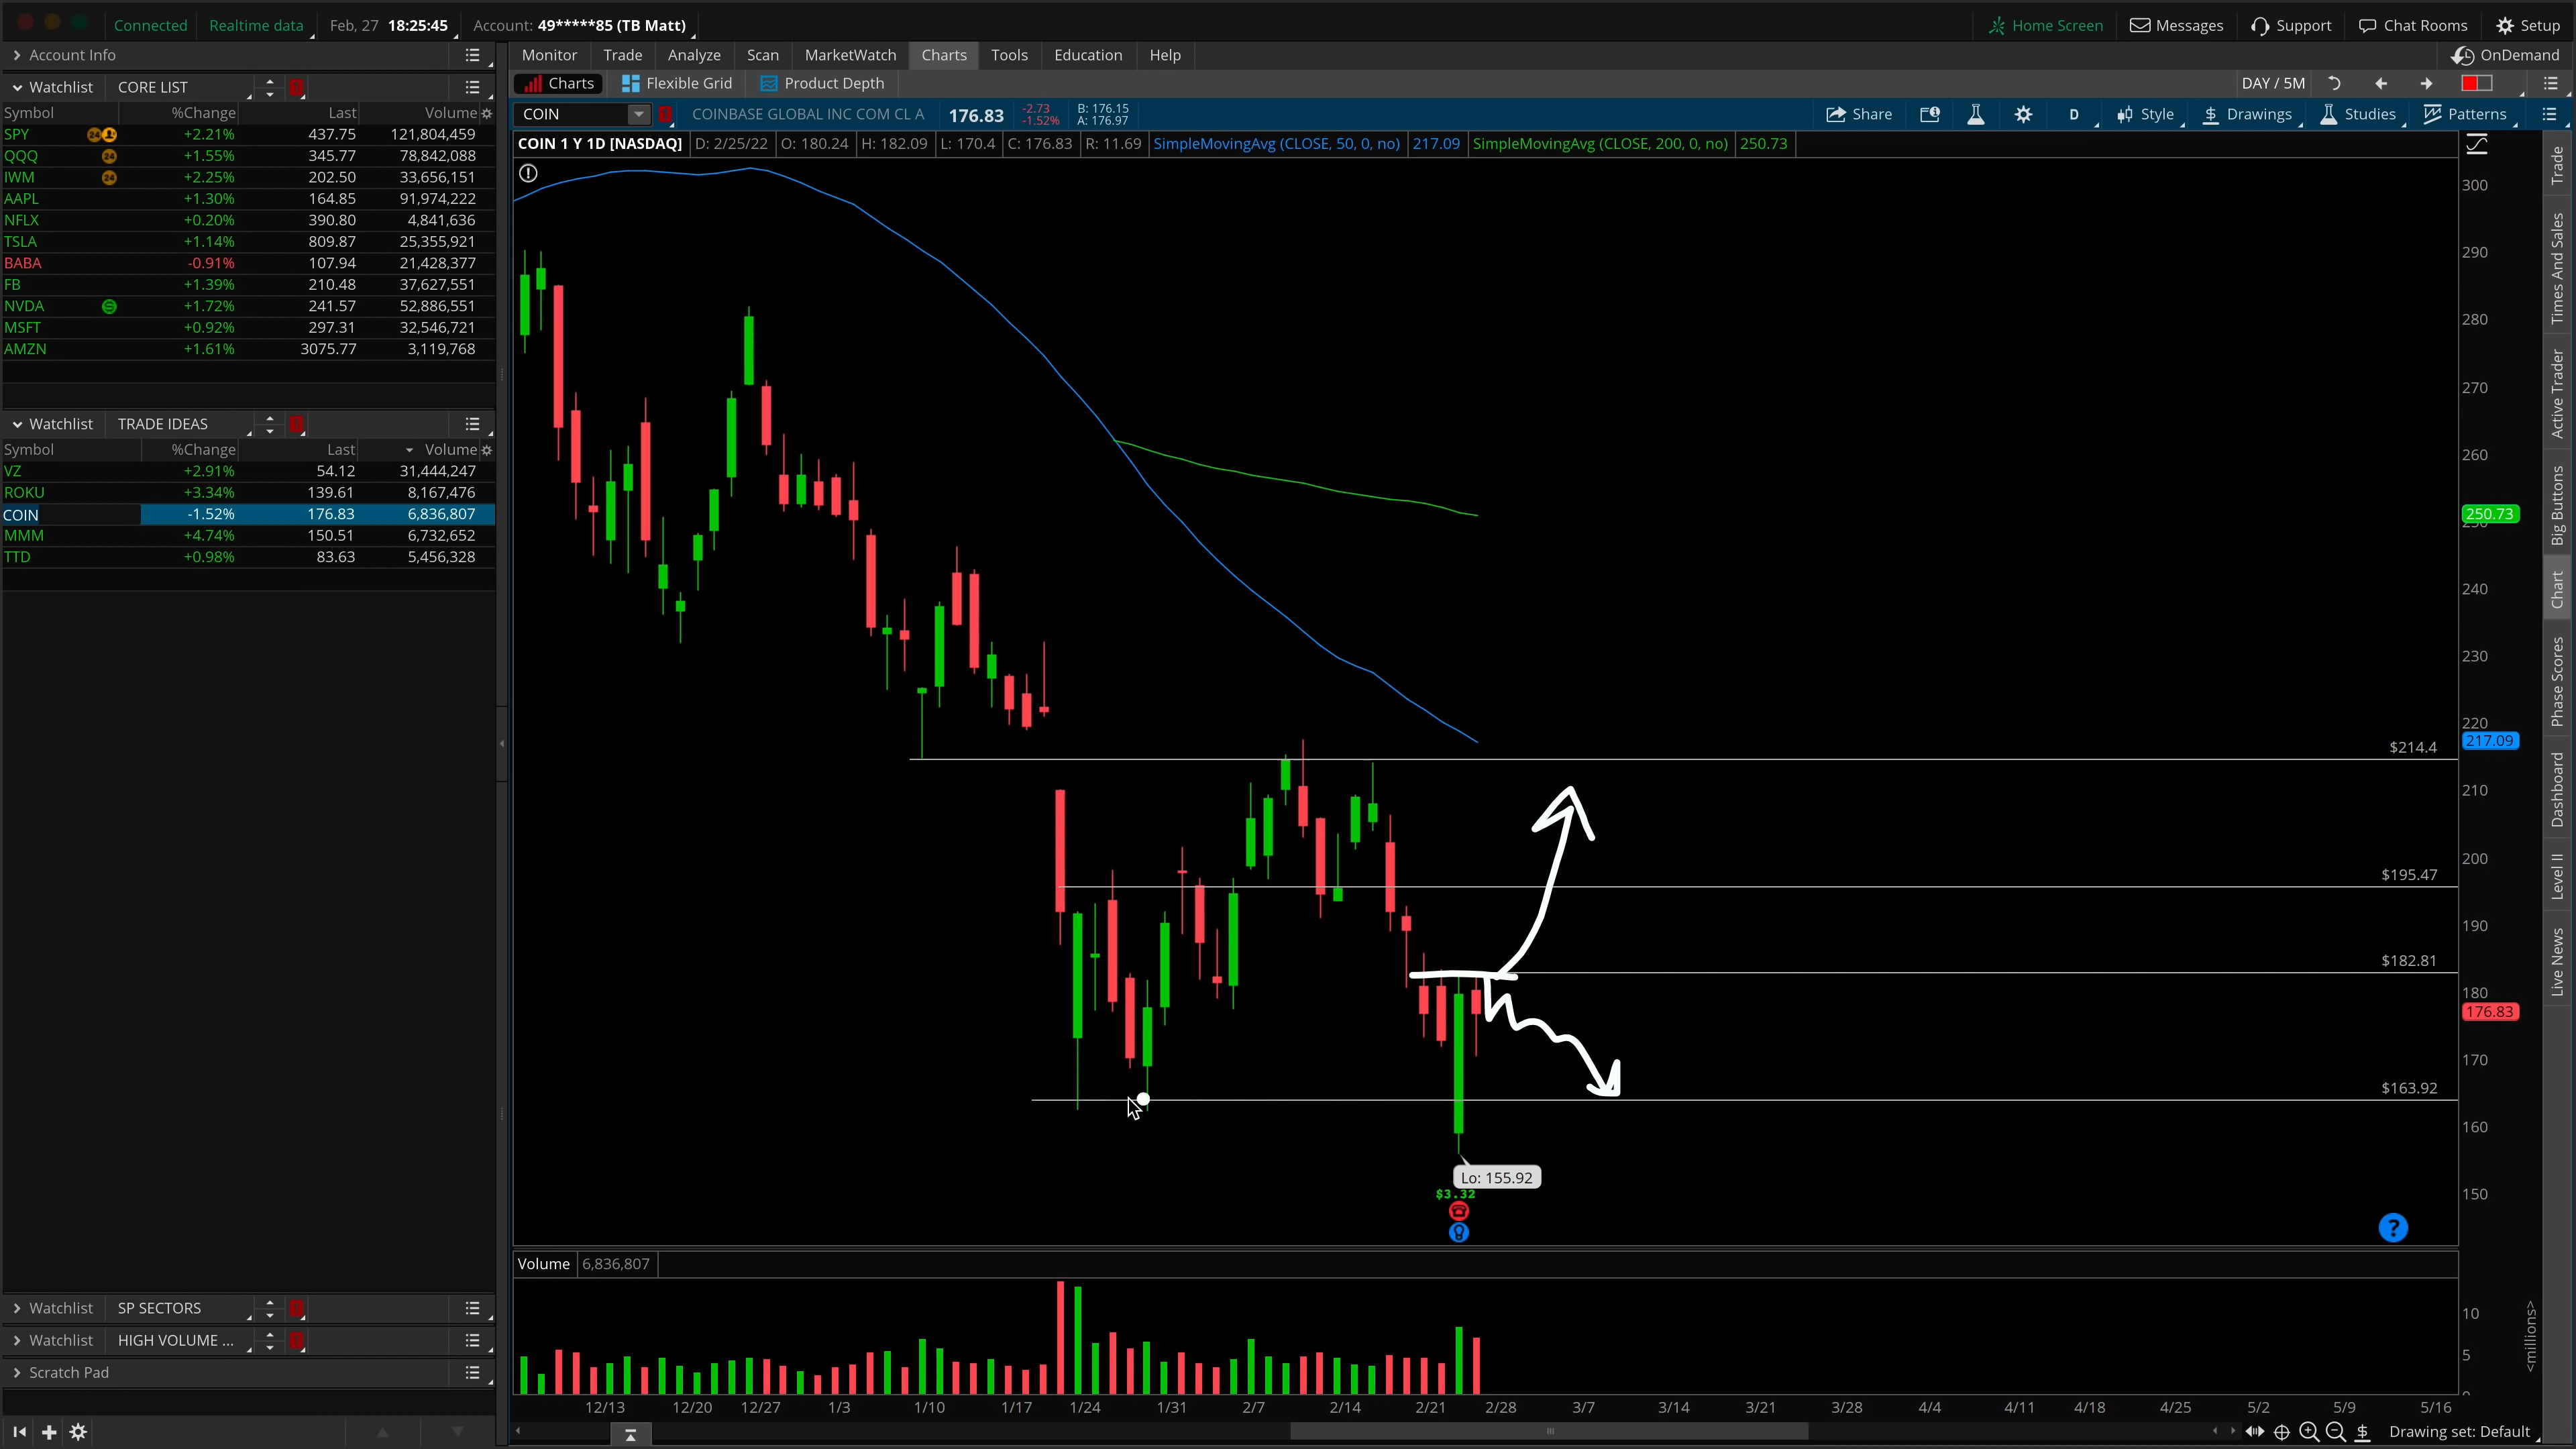 Connected Realtime data Feb, 27 18:25:45 Account: 49*****85 (TB Matt) Home Screen Messages Support Chat Rooms Setup
Account Info Monitor Trade Analyze Scan MarketWatch Charts Tools Education Help OnDemand
Watchlist CORE LIST Charts Flexible Grid Product Depth DAY / 5M
Symbol %Change Last Volume
SPY 24 +2.21% 437.75 121,804,459
QQQ 24 +1.55% 345.77 78,842,088
IWM 24 +2.25% 202.50 33,656,151
AAPL +1.30% 164.85 91,974,222
NFLX +0.20% 390.80 4,841,636
TSLA +1.14% 809.87 25,355,921
BABA -0.91% 107.94 21,428,377
FB +1.39% 210.48 37,627,551
NVDA +1.72% 241.57 52,886,551
MSFT +0.92% 297.31 32,546,721
AMZN +1.61% 3075.77 3,119,768
Watchlist TRADE IDEAS
Symbol %Change Last Volume
VZ +2.91% 54.12 31,444,247
ROKU +3.34% 139.61 8,167,476
COIN -1.52% 176.83 6,836,807
MMM +4.74% 150.51 6,732,652
TTD +0.98% 83.63 5,456,328
Watchlist SP SECTORS
Watchlist HIGH VOLUME ...
Scratch Pad
COIN COINBASE GLOBAL INC COM CL A 176.83 -2.73 -1.52% B: 176.15 A: 176.97 Share D Style Drawings Studies Patterns
COIN 1 Y 1D [NASDAQ] D: 2/25/22 O: 180.24 H: 182.09 L: 170.4 C: 176.83 R: 11.69 SimpleMovingAvg (CLOSE, 50, 0, no) 217.09 SimpleMovingAvg (CLOSE, 200, 0, no) 250.73
300
290
280
270
260
250.73
240
230
220
217.09
$214.4
210
200
$195.47
190
$182.81
180
176.83
170
$163.92
160
Lo: 155.92
$3.32
150
?
Volume 6,836,807
10
5
<millions>
12/13 12/20 12/27 1/3 1/10 1/17 1/24 1/31 2/7 2/14 2/21 2/28 3/7 3/14 3/21 3/28 4/4 4/11 4/18 4/25 5/2 5/9 5/16
Drawing set: Default
Trade
Times And Sales
Active Trader
Big Buttons
Chart
Phase Scores
Dashboard
Level II
Live News